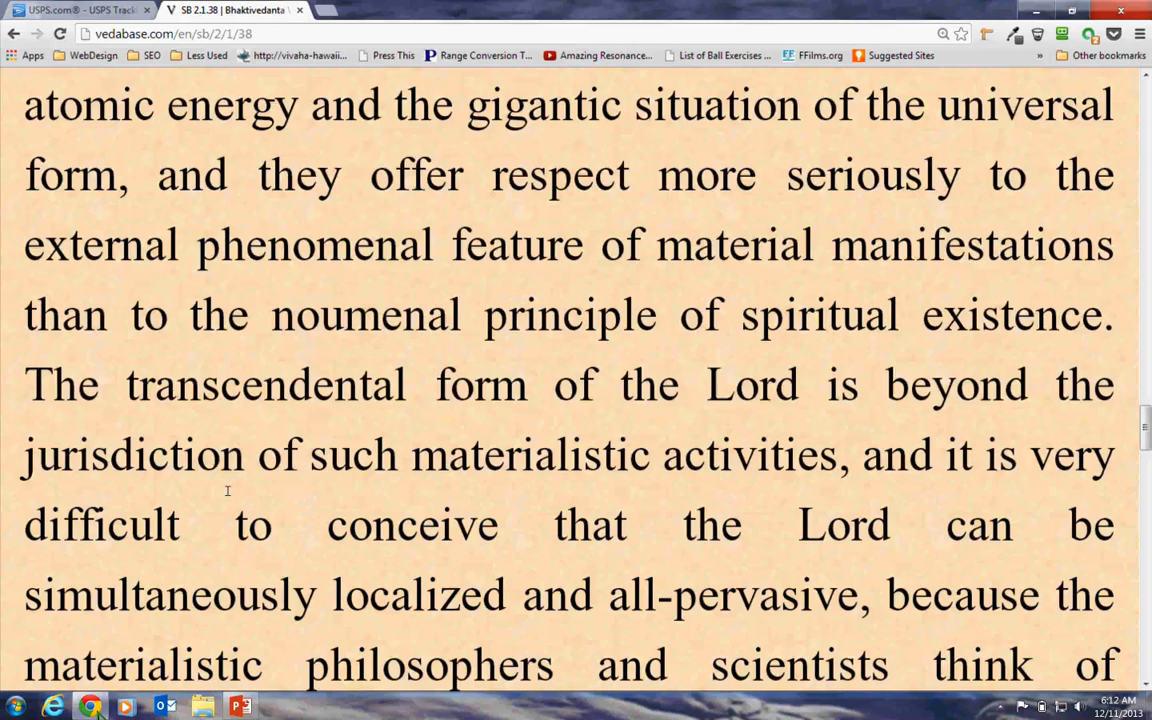 USPS.com® - USPS Track
SB 2.1.38 | Bhaktivedanta
vedabase.com/en/sb/2/1/38
Apps WebDesign SEO Less Used http://vivaha-hawaii... Press This Range Conversion T... Amazing Resonance... List of Ball Exercises ... FFilms.org Suggested Sites » Other bookmarks
atomic energy and the gigantic situation of the universal
form, and they offer respect more seriously to the
external phenomenal feature of material manifestations
than to the noumenal principle of spiritual existence.
The transcendental form of the Lord is beyond the
jurisdiction of such materialistic activities, and it is very
difficult to conceive that the Lord can be
simultaneously localized and all-pervasive, because the
materialistic philosophers and scientists think of
6:12 AM
12/11/2013